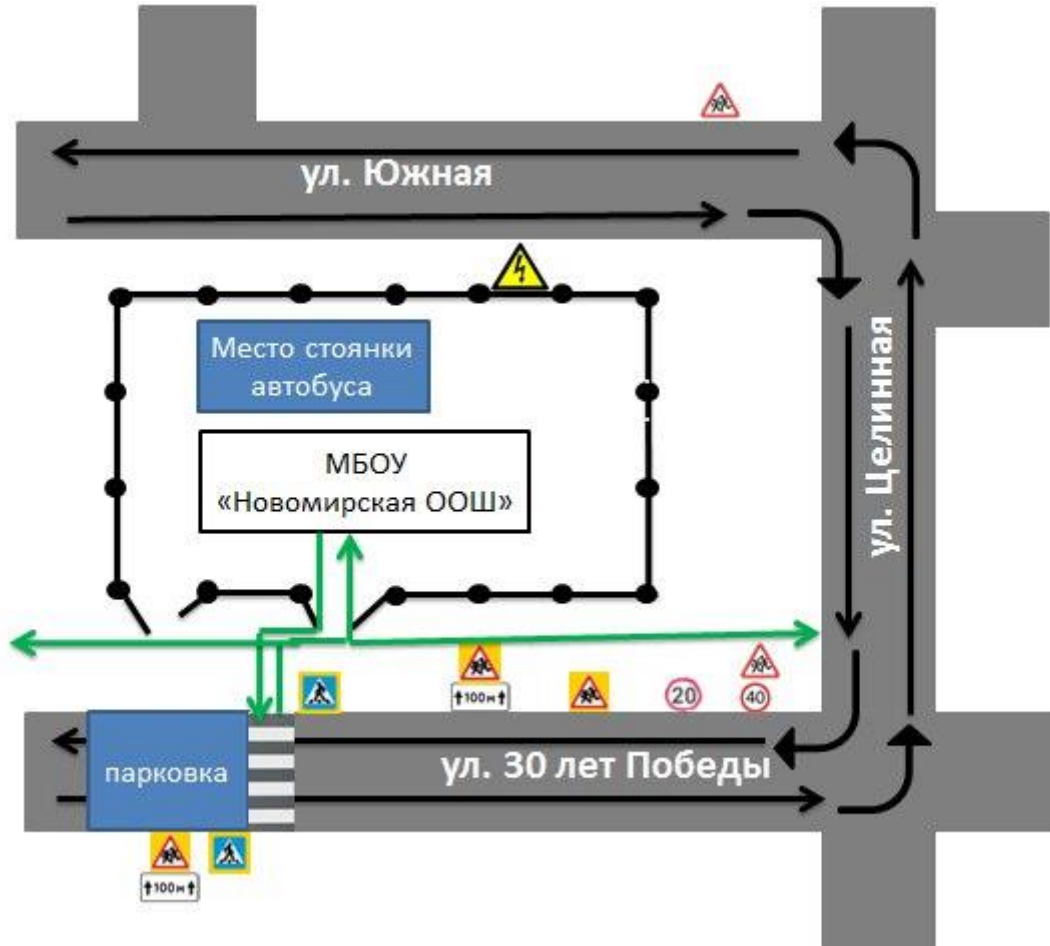 ул. Южная
Место стоянки
автобуса
МБОУ
«Новомирская ООШ»
ул. Целинная
100м
20
40
ул. 30 лет Победы
парковка
100м